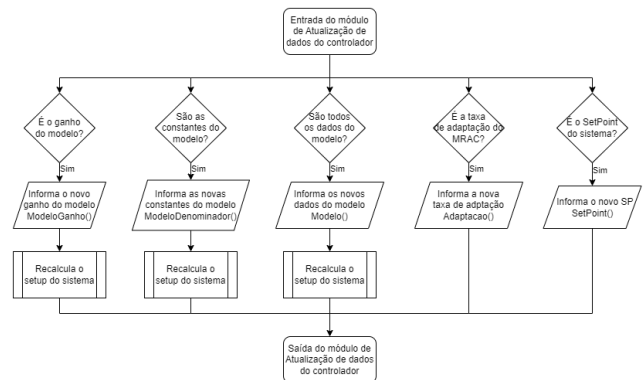 Entrada do módulo
de Atualização de
dados do controlador
É o ganho
do modelo?
São as
constantes do
modelo?
São todos
os dados do
modelo?
É a taxa
de adaptação do
MRAC?
É o SetPoint
do sistema?
Sim
Sim
Sim
Sim
Sim
Informa o novo
ganho do modelo
ModeloGanho()
Informa as novas
constantes do modelo
ModeloDenominador()
Informa os novos
dados do modelo
Modelo()
Informa a nova
taxa de adptação
Adaptacao()
Informa o novo SP
SetPoint()
Recalcula o
setup do sistema
Recalcula o
setup do sistema
Recalcula o
setup do sistema
Saída do módulo de
Atualização de dados
do controlador